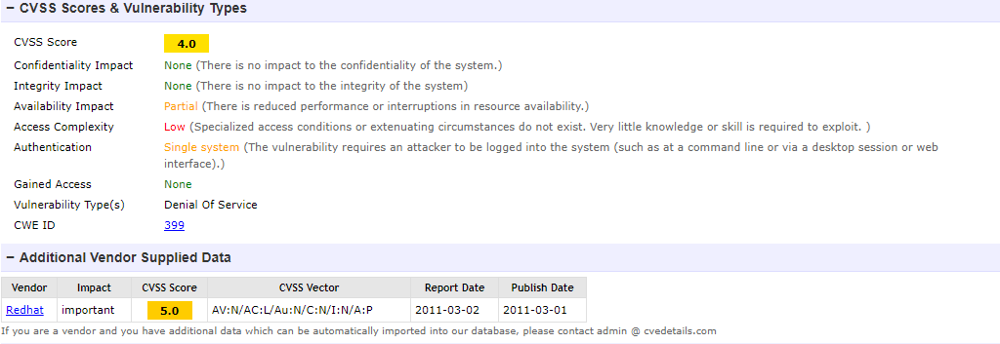 − CVSS Scores & Vulnerability Types
CVSS Score 4.0
Confidentiality Impact None (There is no impact to the confidentiality of the system.)
Integrity Impact None (There is no impact to the integrity of the system)
Availability Impact Partial (There is reduced performance or interruptions in resource availability.)
Access Complexity Low (Specialized access conditions or extenuating circumstances do not exist. Very little knowledge or skill is required to exploit. )
Authentication Single system (The vulnerability requires an attacker to be logged into the system (such as at a command line or via a desktop session or web
interface).)
Gained Access None
Vulnerability Type(s) Denial Of Service
CWE ID 399
− Additional Vendor Supplied Data
Vendor Impact CVSS Score CVSS Vector Report Date Publish Date
Redhat important 5.0 AV:N/AC:L/Au:N/C:N/I:N/A:P 2011-03-02 2011-03-01
If you are a vendor and you have additional data which can be automatically imported into our database, please contact admin @ cvedetails.com